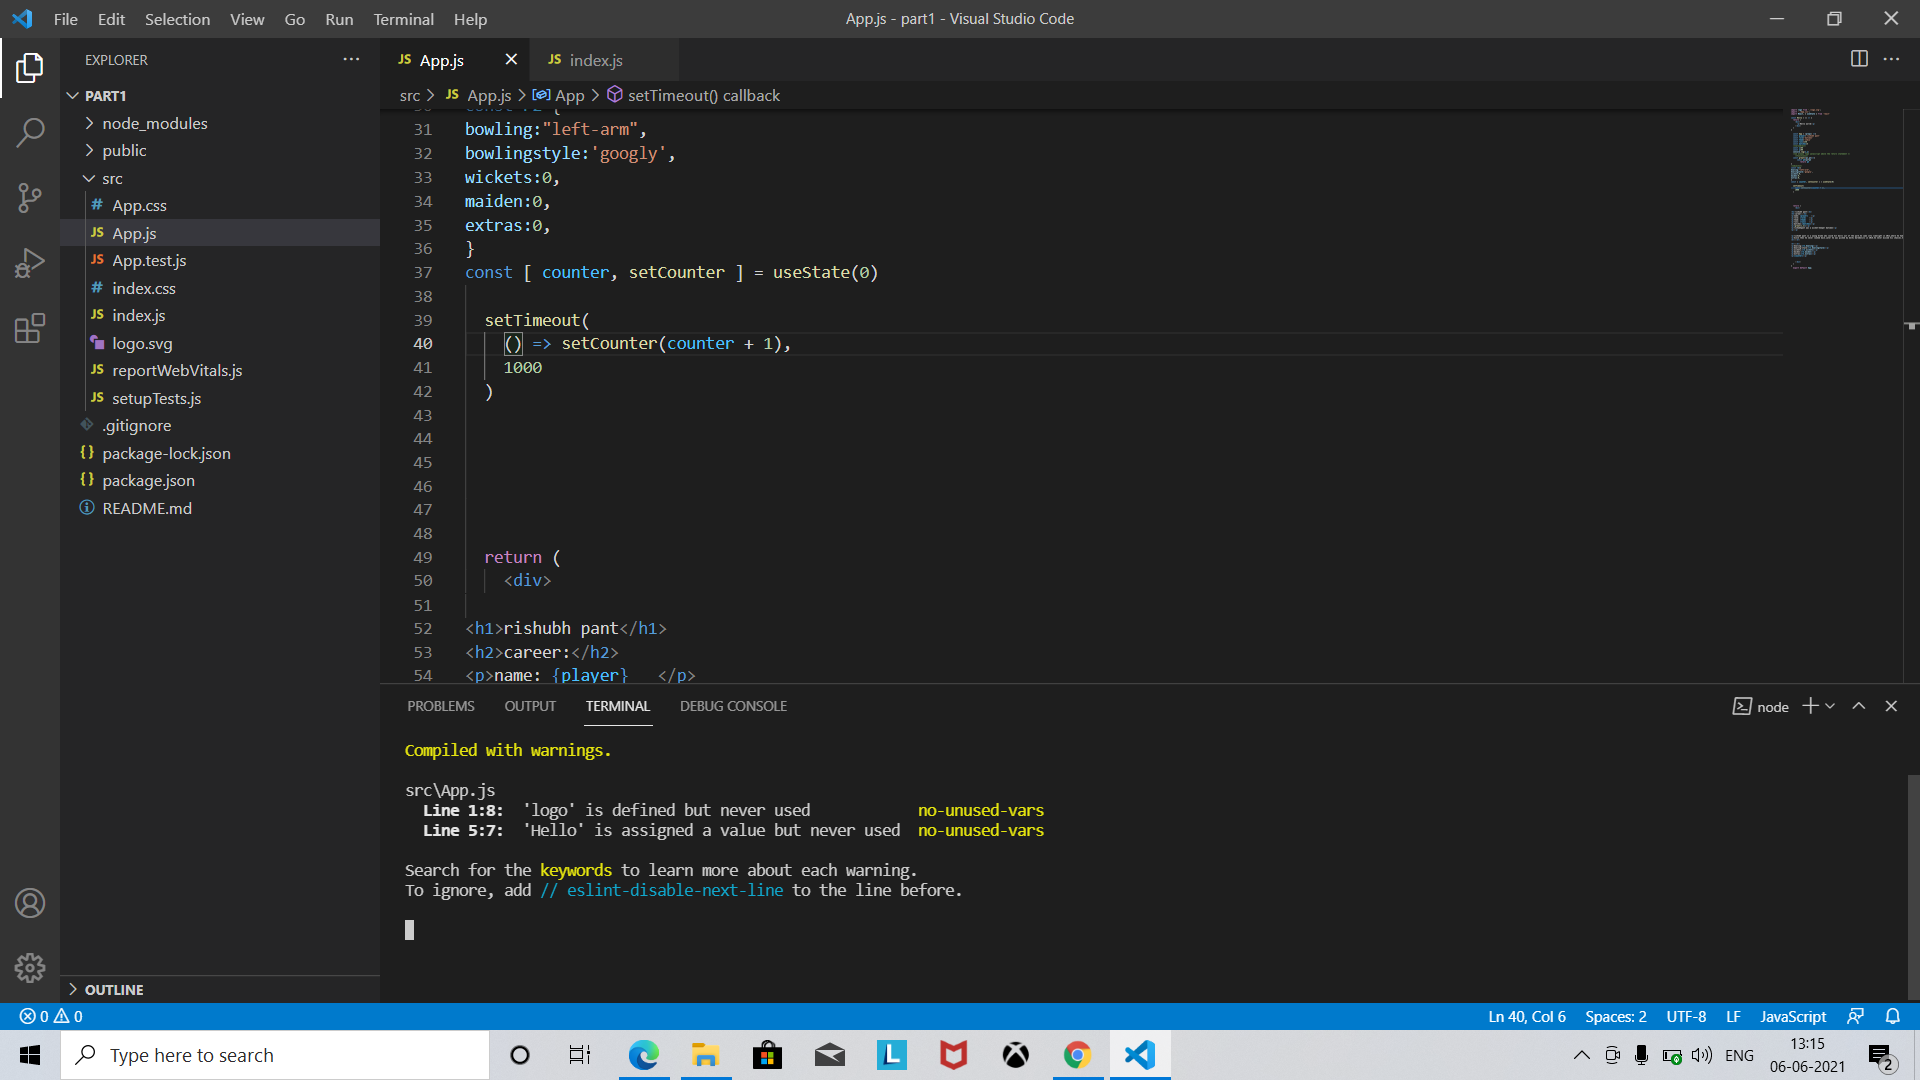 File Edit Selection View Go Run Terminal Help
App.js - part1 - Visual Studio Code
EXPLORER
PART1
node_modules
public
src
# App.css
JS App.js
JS App.test.js
# index.css
JS index.js
logo.svg
JS reportWebVitals.js
JS setupTests.js
.gitignore
{} package-lock.json
{} package.json
README.md
OUTLINE
JS App.js
JS index.js
src > JS App.js > App > setTimeout() callback
31 bowling:"left-arm",
32 bowlingstyle:'googly',
33 wickets:0,
34 maiden:0,
35 extras:0,
36 }
37 const [ counter, setCounter ] = useState(0)
38
39 setTimeout(
40 () => setCounter(counter + 1),
41 1000
42 )
43
44
45
46
47
48
49 return (
50 <div>
51
52 <h1>rishubh pant</h1>
53 <h2>career:</h2>
54 <p>name: {player} </p>
PROBLEMS OUTPUT TERMINAL DEBUG CONSOLE
node
Compiled with warnings.
src\App.js
Line 1:8: 'logo' is defined but never used no-unused-vars
Line 5:7: 'Hello' is assigned a value but never used no-unused-vars
Search for the keywords to learn more about each warning.
To ignore, add // eslint-disable-next-line to the line before.
0 0
Ln 40, Col 6 Spaces: 2 UTF-8 LF JavaScript
Type here to search
L
ENG
13:15
06-06-2021
2